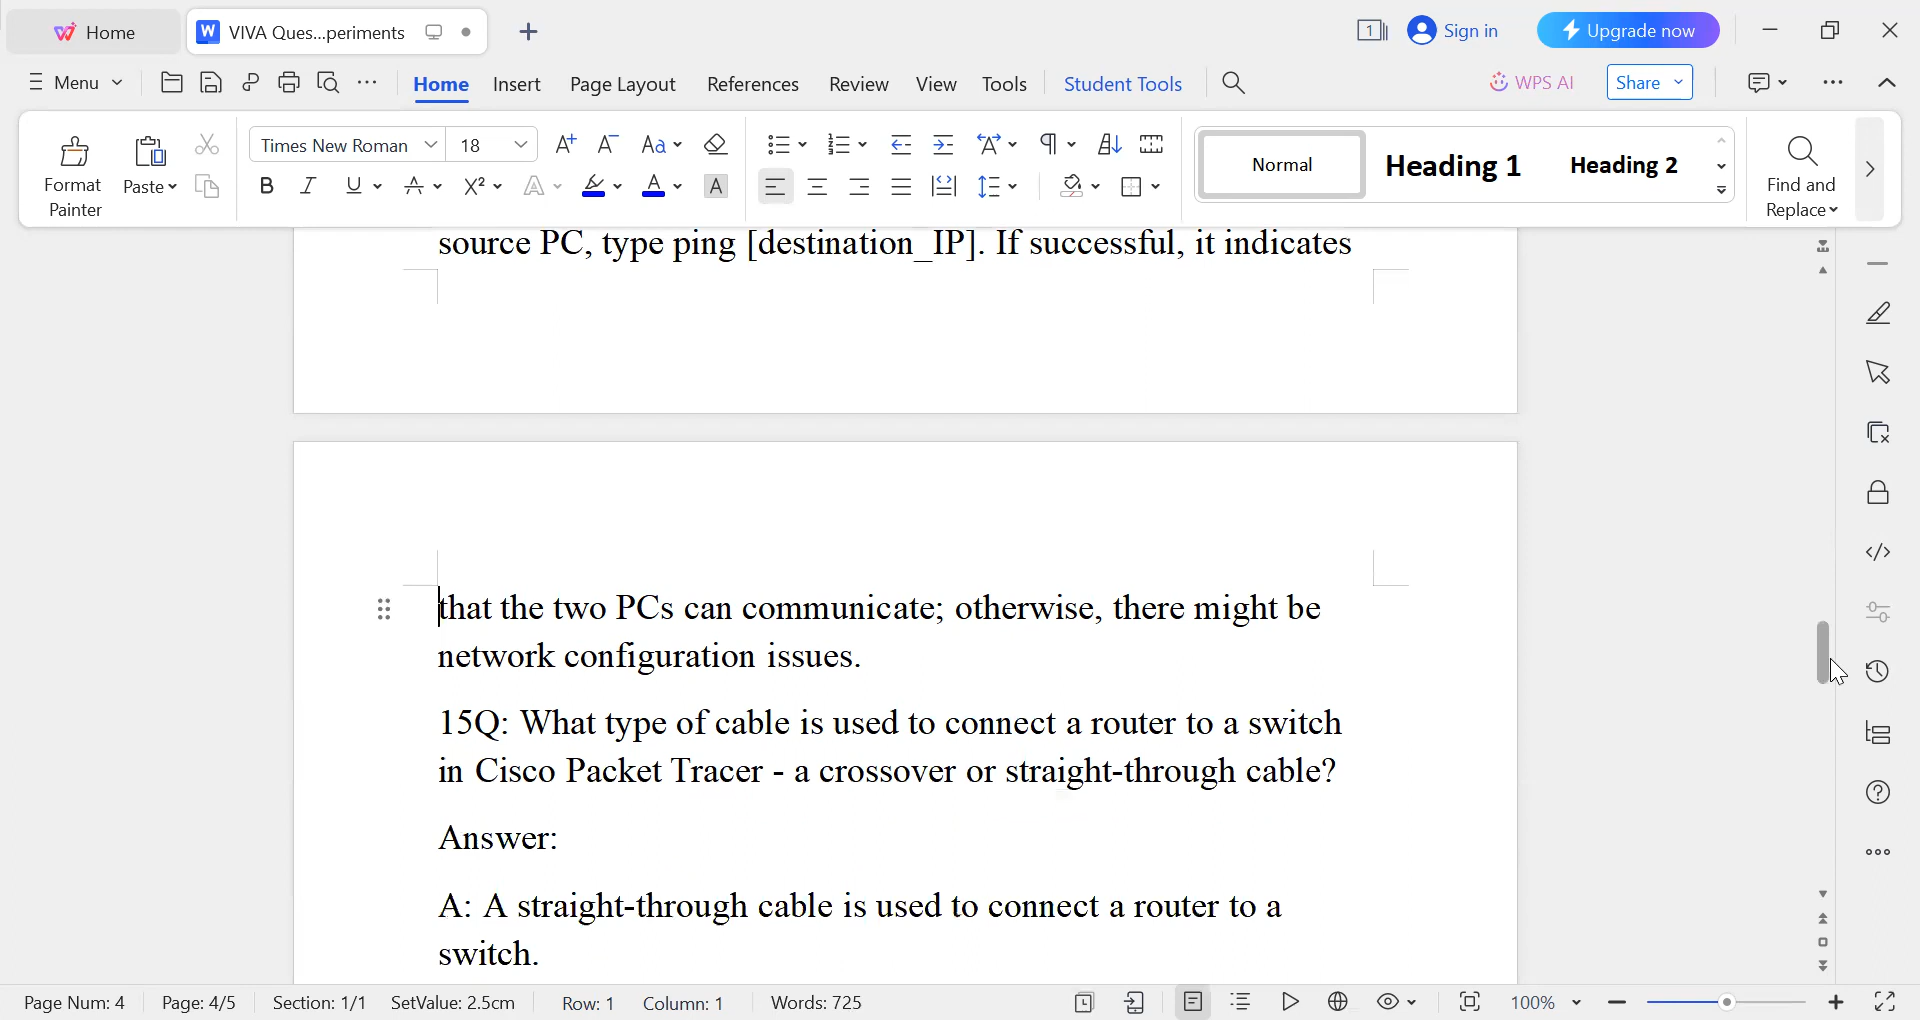 Home
VIVA Ques...periments
Sign in
Upgrade now
Menu
Home
Insert
Page Layout
References
Review
View
Tools
Student Tools
WPS AI
Share
Format
Painter
Paste
Times New Roman
18
Normal
Heading 1
Heading 2
Find and
Replace
source PC, type ping [destination_IP]. If successful, it indicates
that the two PCs can communicate; otherwise, there might be
network configuration issues.
15Q: What type of cable is used to connect a router to a switch
in Cisco Packet Tracer - a crossover or straight-through cable?
Answer:
A: A straight-through cable is used to connect a router to a
switch.
Page Num: 4
Page: 4/5
Section: 1/1
SetValue: 2.5cm
Row: 1
Column: 1
Words: 725
100%